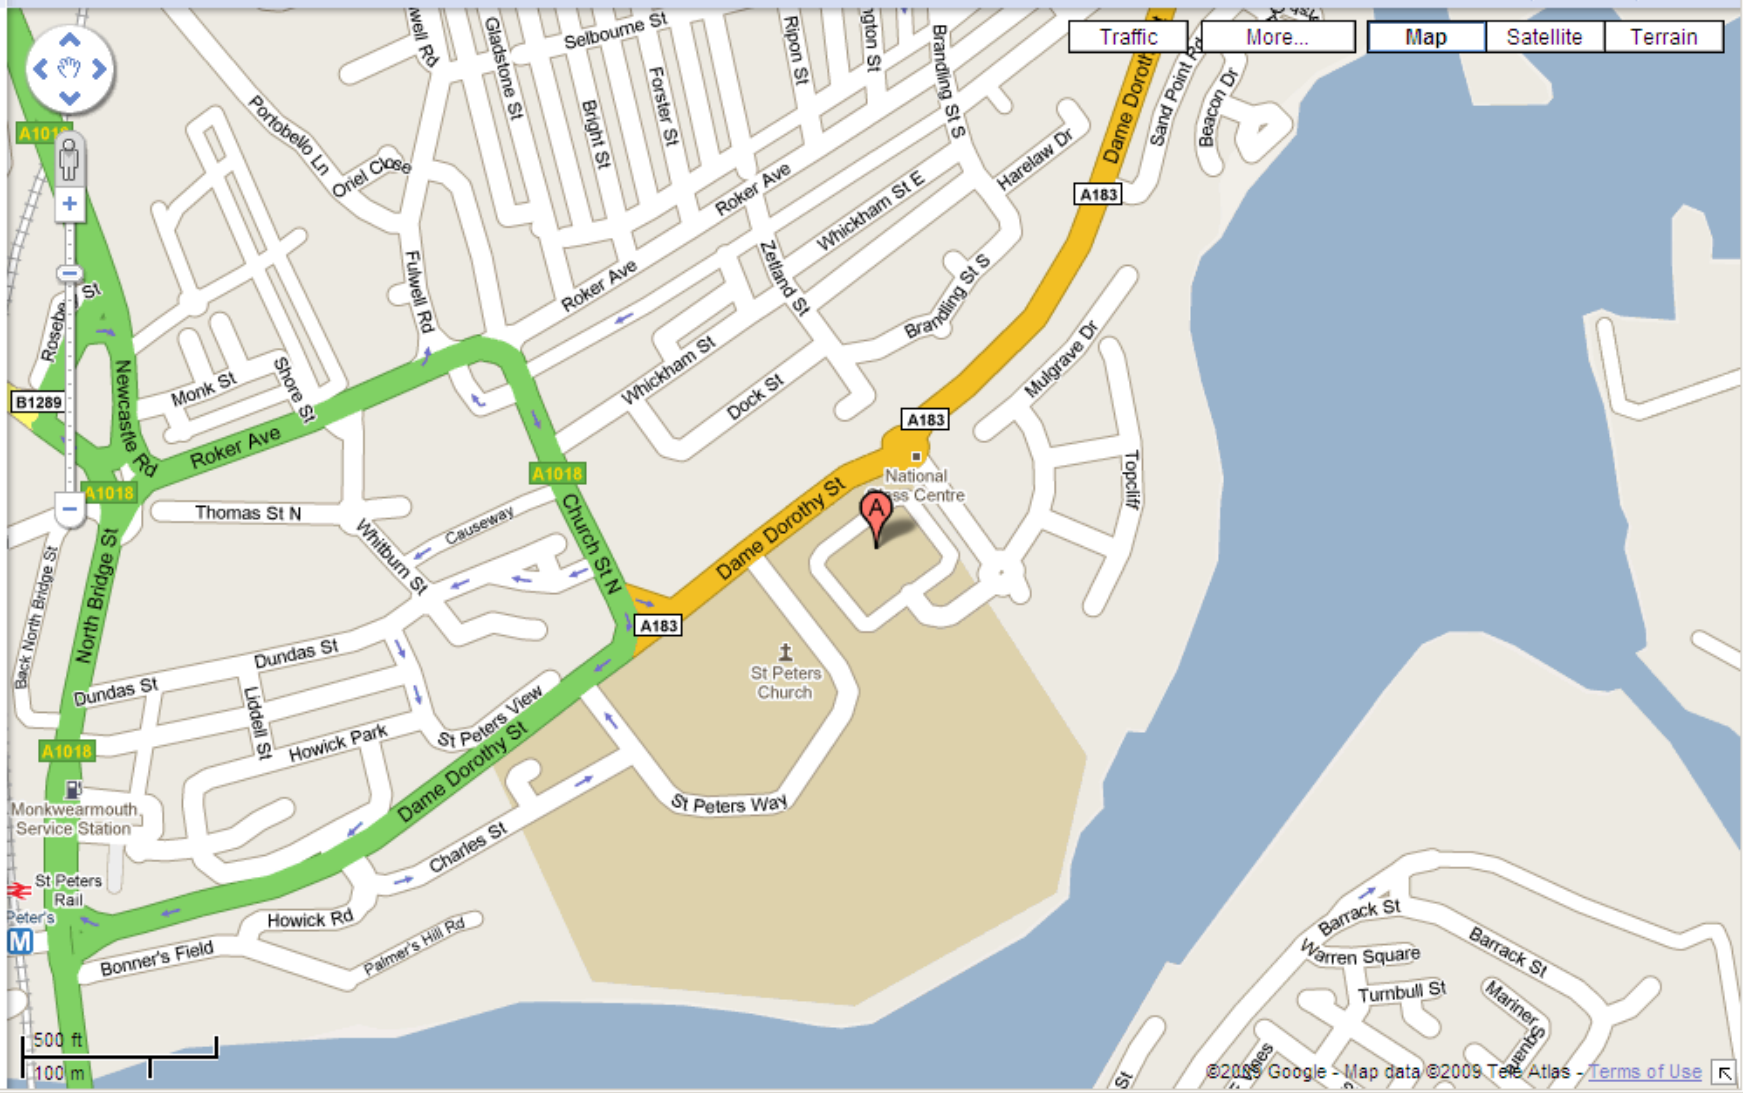 Traffic
More...
Map
Satellite
Terrain
Fulwell Rd
Gladstone St
Selbourne St
Ripon St
Brandling St S
Dame Dorothy St
Sand Point Rd
Beacon Dr
Forster St
Bright St
Portobello Ln
Oriel Close
A1018
Harelaw Dr
Roker Ave
Whickham St E
A183
Zetland St
Roker Ave
Fulwell Rd
Brandling St S
Mulgrave Dr
Whickham St
Dock St
Monk St
Shore St
Newcastle Rd
B1289
A183
Roker Ave
A1018
A1018
National
Glass Centre
A
Topcliff
Thomas St N
Causeway
Whitburn St
Church St N
Dame Dorothy St
North Bridge St
Back North Bridge St
A183
Dundas St
Dundas St
Liddell St
St Peters
Church
St Peters View
Howick Park
Dame Dorothy St
A1018
Monkwearmouth
Service Station
St Peters Way
Charles St
St Peters
Rail
Peter's
M
Howick Rd
Bonner's Field
Palmer's Hill Rd
Barrack St
Barrack St
Warren Square
Turnbull St
Mariners Square
St
500 ft
100 m
©2009 Google - Map data ©2009 Tele Atlas - Terms of Use